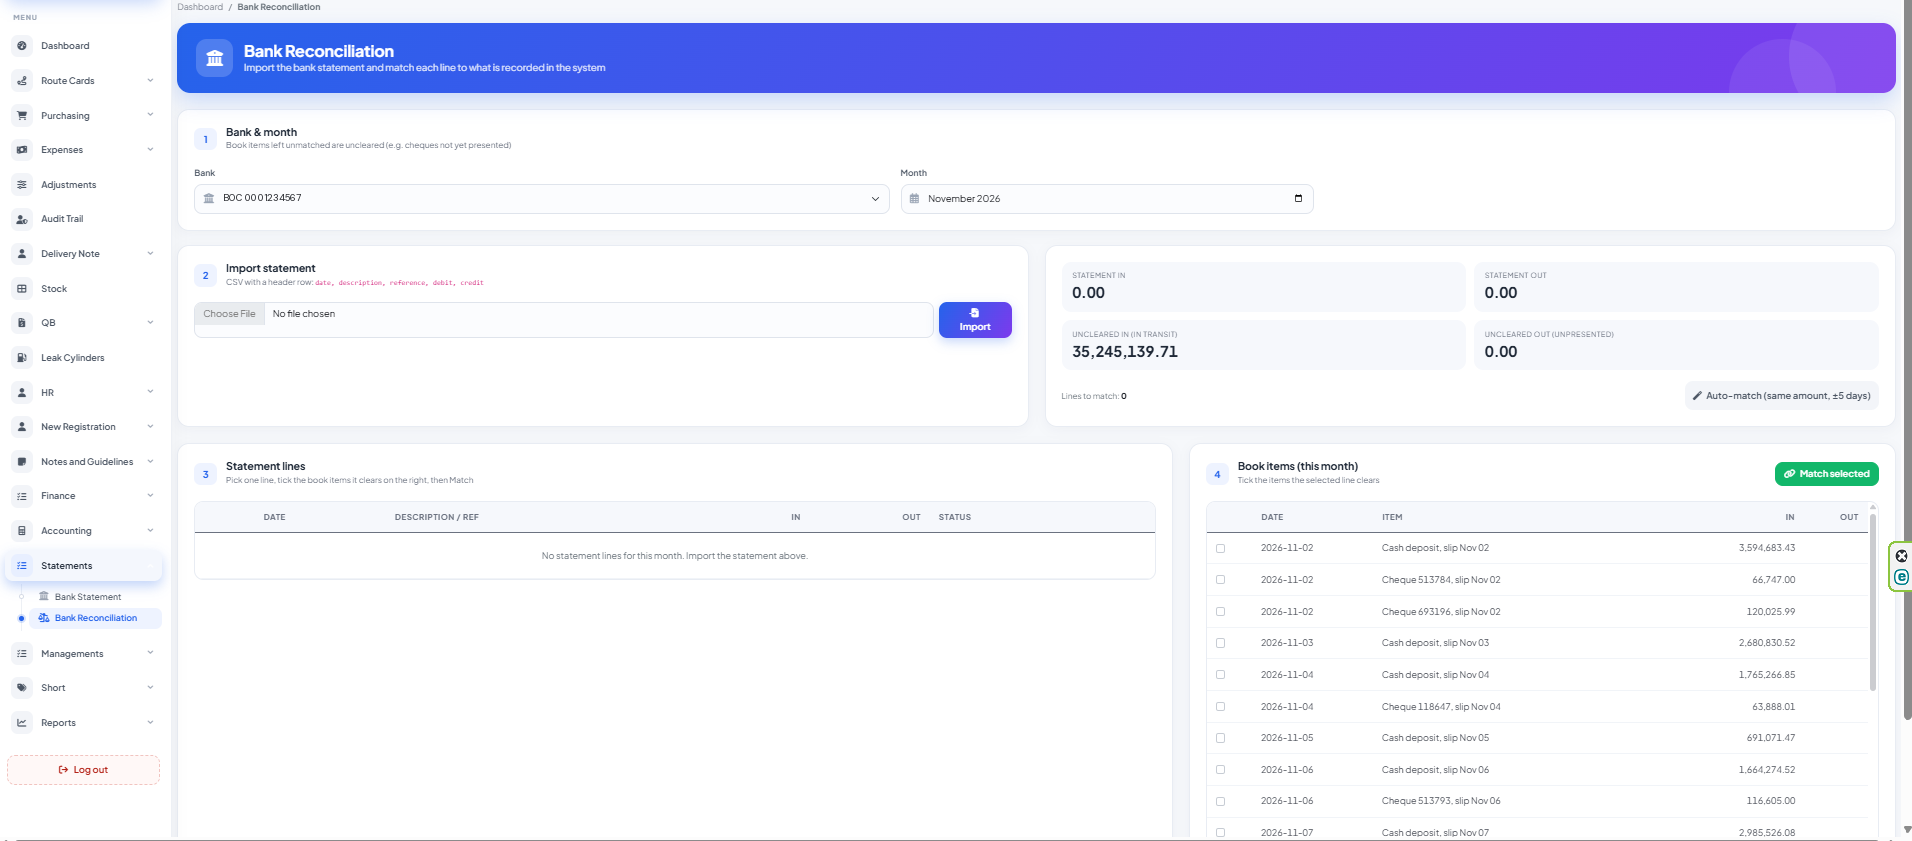 MENU
Dashboard
Route Cards
Purchasing
Expenses
Adjustments
Audit Trail
Delivery Note
Stock
QB
Leak Cylinders
HR
New Registration
Notes and Guidelines
Finance
Accounting
Statements
Bank Statement
Bank Reconciliation
Managements
Short
Reports
Log out
Dashboard / Bank Reconciliation
Bank Reconciliation
Import the bank statement and match each line to what is recorded in the system
1
Bank & month
Book items left unmatched are uncleared (e.g. cheques not yet presented)
Bank
Month
BOC 0001234567
November 2026
2
Import statement
CSV with a header row: date, description, reference, debit, credit
Choose File No file chosen
Import
STATEMENT IN
0.00
STATEMENT OUT
0.00
UNCLEARED IN (IN TRANSIT)
35,245,139.71
UNCLEARED OUT (UNPRESENTED)
0.00
Lines to match: 0
Auto-match (same amount, ±5 days)
3
Statement lines
Pick one line, tick the book items it clears on the right, then Match
DATE DESCRIPTION / REF IN OUT STATUS
No statement lines for this month. Import the statement above.
4
Book items (this month)
Tick the items the selected line clears
Match selected
DATE ITEM IN OUT
2026-11-02 Cash deposit, slip Nov 02 3,594,683.43
2026-11-02 Cheque 513784, slip Nov 02 66,747.00
2026-11-02 Cheque 693196, slip Nov 02 120,025.99
2026-11-03 Cash deposit, slip Nov 03 2,680,830.52
2026-11-04 Cash deposit, slip Nov 04 1,765,266.85
2026-11-04 Cheque 118647, slip Nov 04 63,888.01
2026-11-05 Cash deposit, slip Nov 05 691,071.47
2026-11-06 Cash deposit, slip Nov 06 1,664,274.52
2026-11-06 Cheque 513793, slip Nov 06 116,605.00
2026-11-07 Cash deposit, slip Nov 07 2,985,526.08